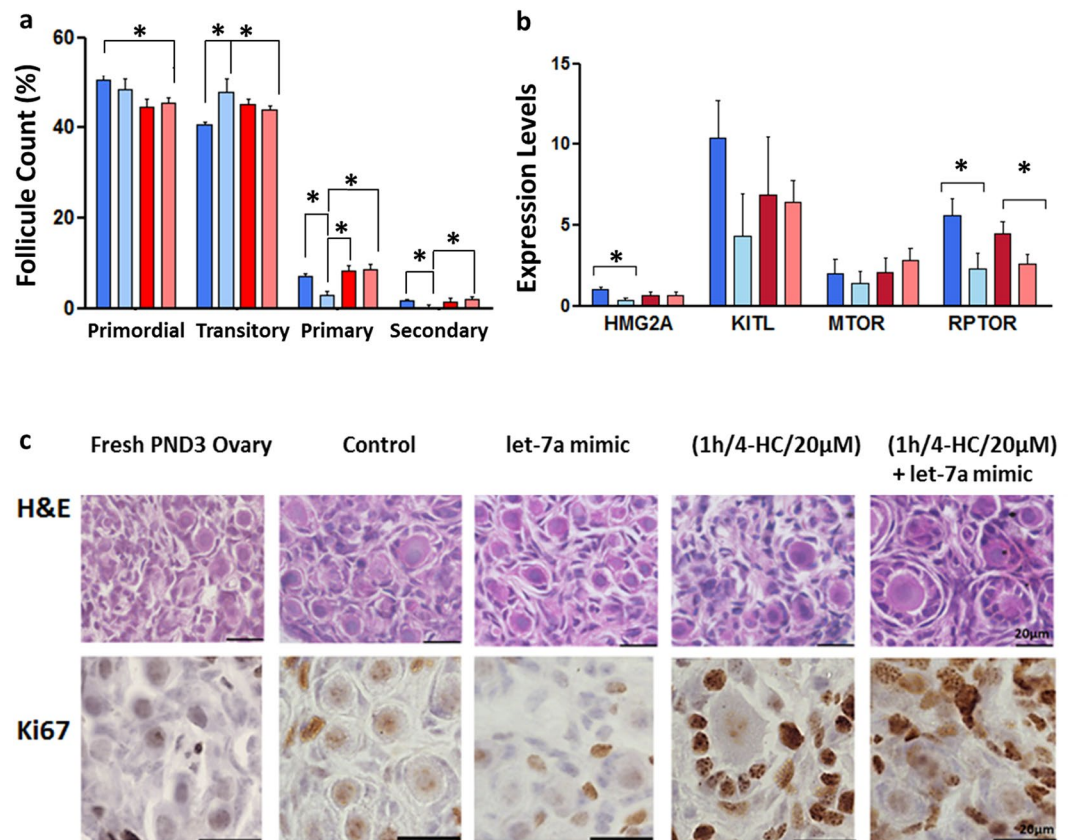 a
b
Follicule Count (%)
60
40
20
0
*
* *
*
*
*
*
*
Primordial Transitory Primary Secondary
Expression Levels
15
10
5
0
*
*
*
HMG2A KITL MTOR RPTOR
c
Fresh PND3 Ovary Control let-7a mimic (1h/4-HC/20µM) (1h/4-HC/20µM)
+ let-7a mimic
H&E
20µm
Ki67
20µm